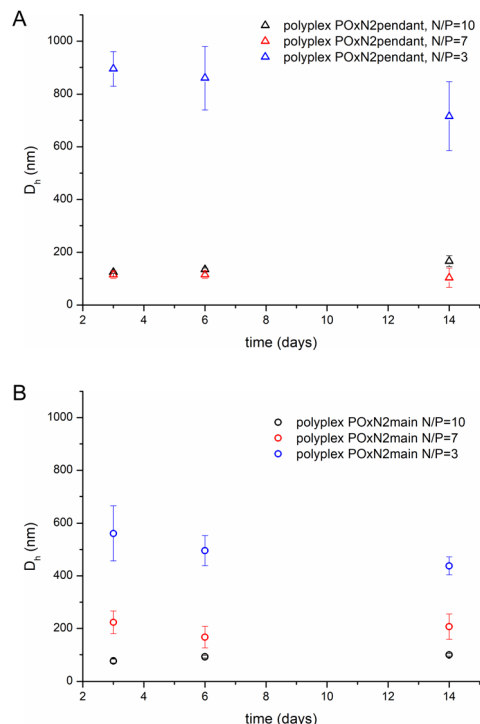 A
polyplex POxN2pendant, N/P=10
polyplex POxN2pendant, N/P=7
polyplex POxN2pendant, N/P=3
1000
800
600
400
200
0
D_h (nm)
2 4 6 8 10 12 14
time (days)
B
polyplex POxN2main N/P=10
polyplex POxN2main N/P=7
polyplex POxN2main N/P=3
1000
800
600
400
200
0
D_h (nm)
2 4 6 8 10 12 14
time (days)